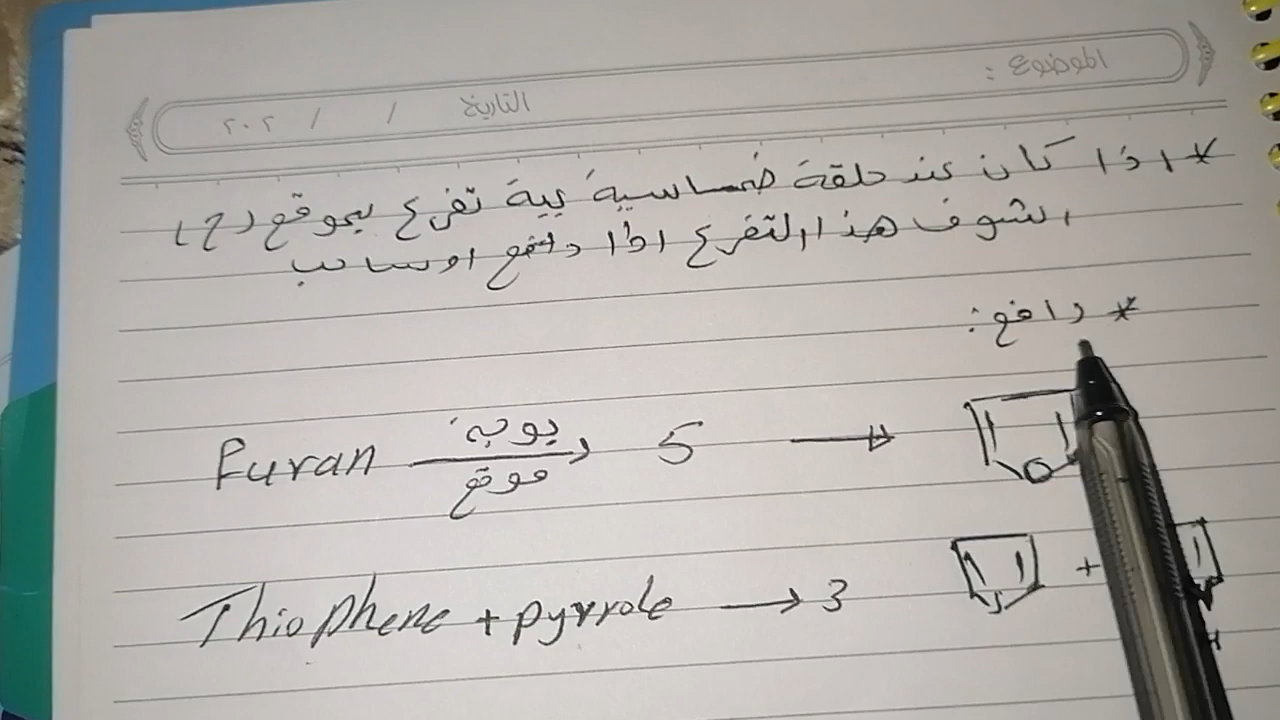 الموضوع :
التاريخ / / ٢٠٢
* اذا كان عند حلقة خماسية بية تفرع بموقع (٢)
اشوف هذا التفرع اذا دافع او ساحب
* دافع :
Furan يوجه موقع 5 → O
Thiophene + pyrrole → 3 S +